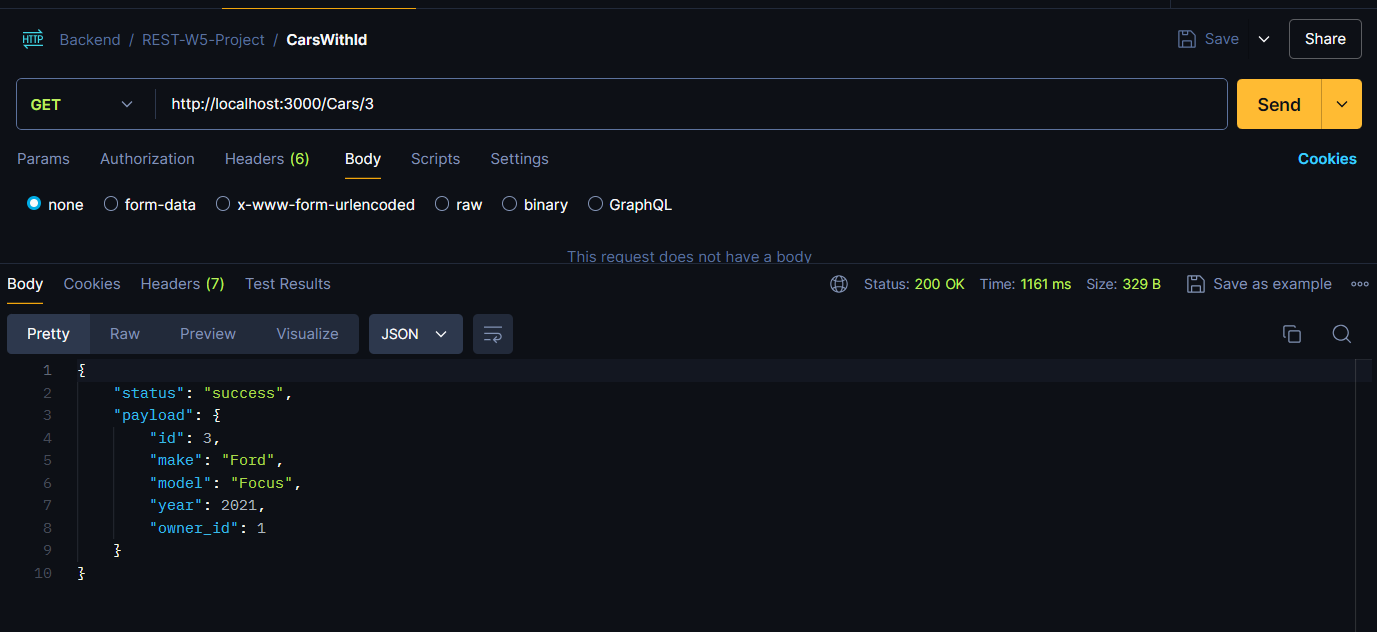 HTTP Backend / REST-W5-Project / CarsWithId Save Share
GET http://localhost:3000/Cars/3 Send
Params Authorization Headers (6) Body Scripts Settings Cookies
none form-data x-www-form-urlencoded raw binary GraphQL
This request does not have a body
Body Cookies Headers (7) Test Results Status: 200 OK Time: 1161 ms Size: 329 B Save as example
Pretty Raw Preview Visualize JSON
1 {
2 "status": "success",
3 "payload": {
4 "id": 3,
5 "make": "Ford",
6 "model": "Focus",
7 "year": 2021,
8 "owner_id": 1
9 }
10 }